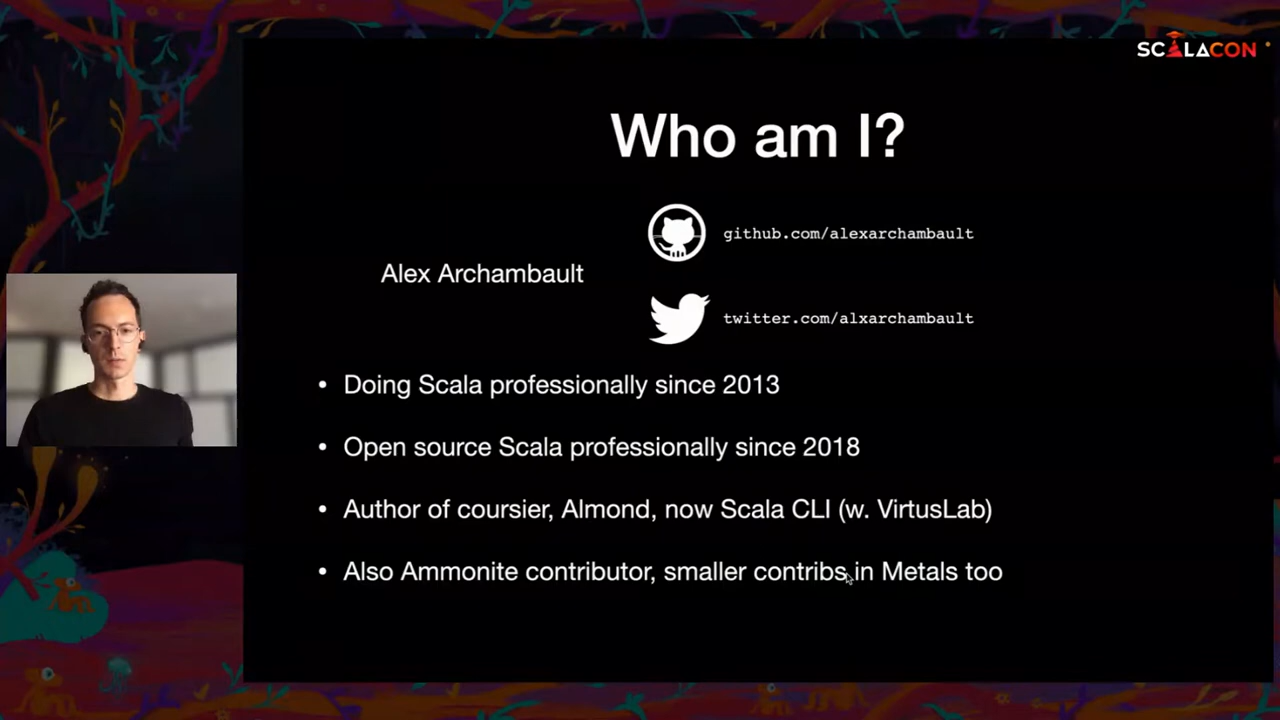 SCALACON
Who am I?
github.com/alexarchambault
Alex Archambault
twitter.com/alxarchambault
• Doing Scala professionally since 2013
• Open source Scala professionally since 2018
• Author of coursier, Almond, now Scala CLI (w. VirtusLab)
• Also Ammonite contributor, smaller contribs in Metals too